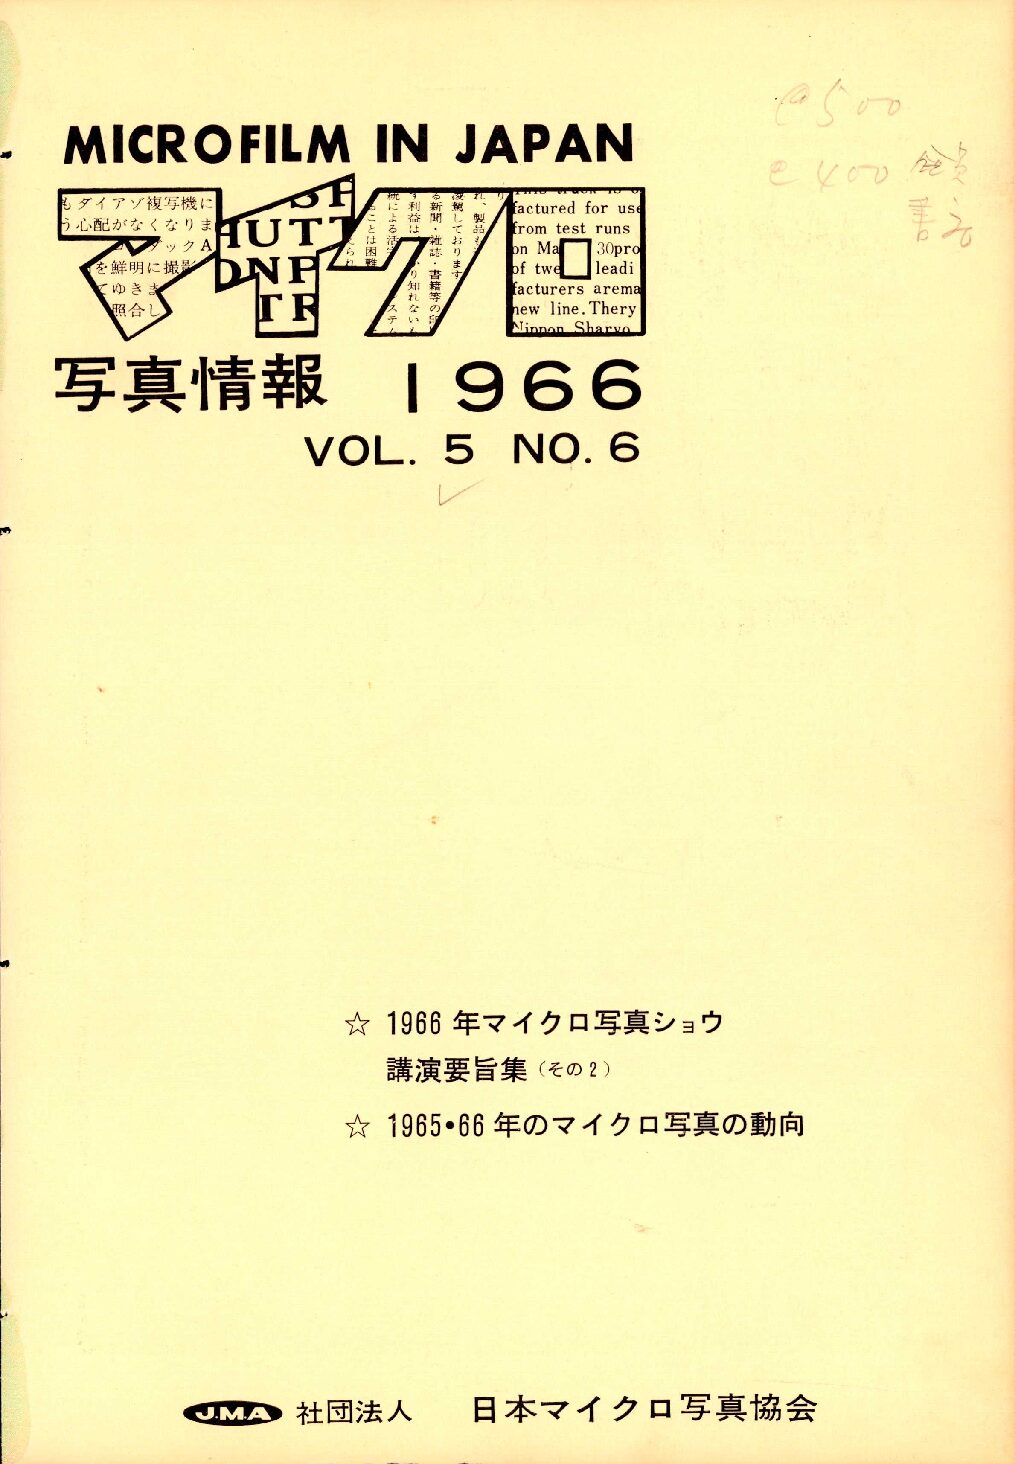 @500
@400
MICROFILM IN JAPAN
マイクロ
写真情報 1966
VOL. 5 NO. 6
☆ 1966 年マイクロ写真ショウ
講演要旨集（その2）
☆ 1965•66 年のマイクロ写真の動向
J.M.A 社団法人 日本マイクロ写真協会